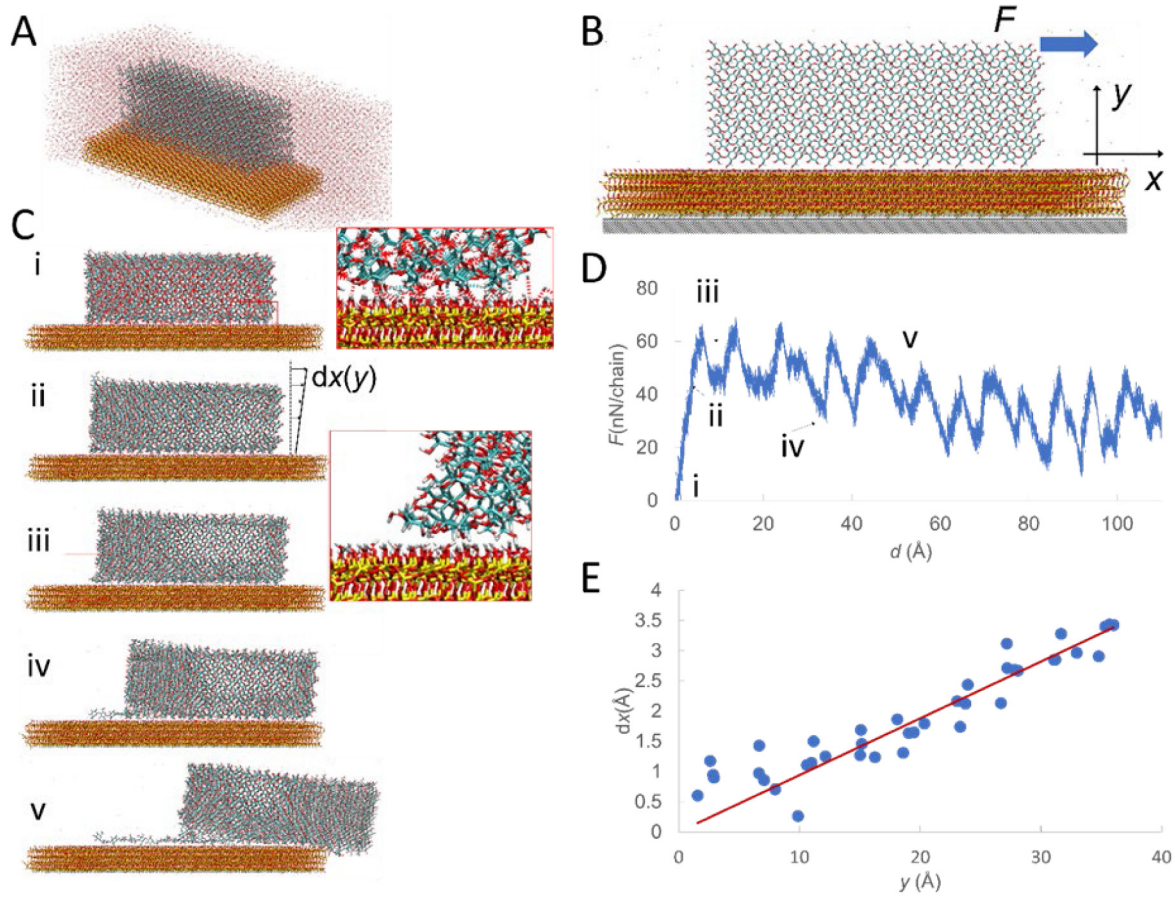 A
B
F
y
x
C
i
ii
dx(y)
iii
iv
v
D
F(nN/chain)
80
60
40
20
0
iii
ii
i
iv
v
0 20 40 60 80 100
d (Å)
E
dx(Å)
4
3.5
3
2.5
2
1.5
1
0.5
0
0 10 20 30 40
y (Å)